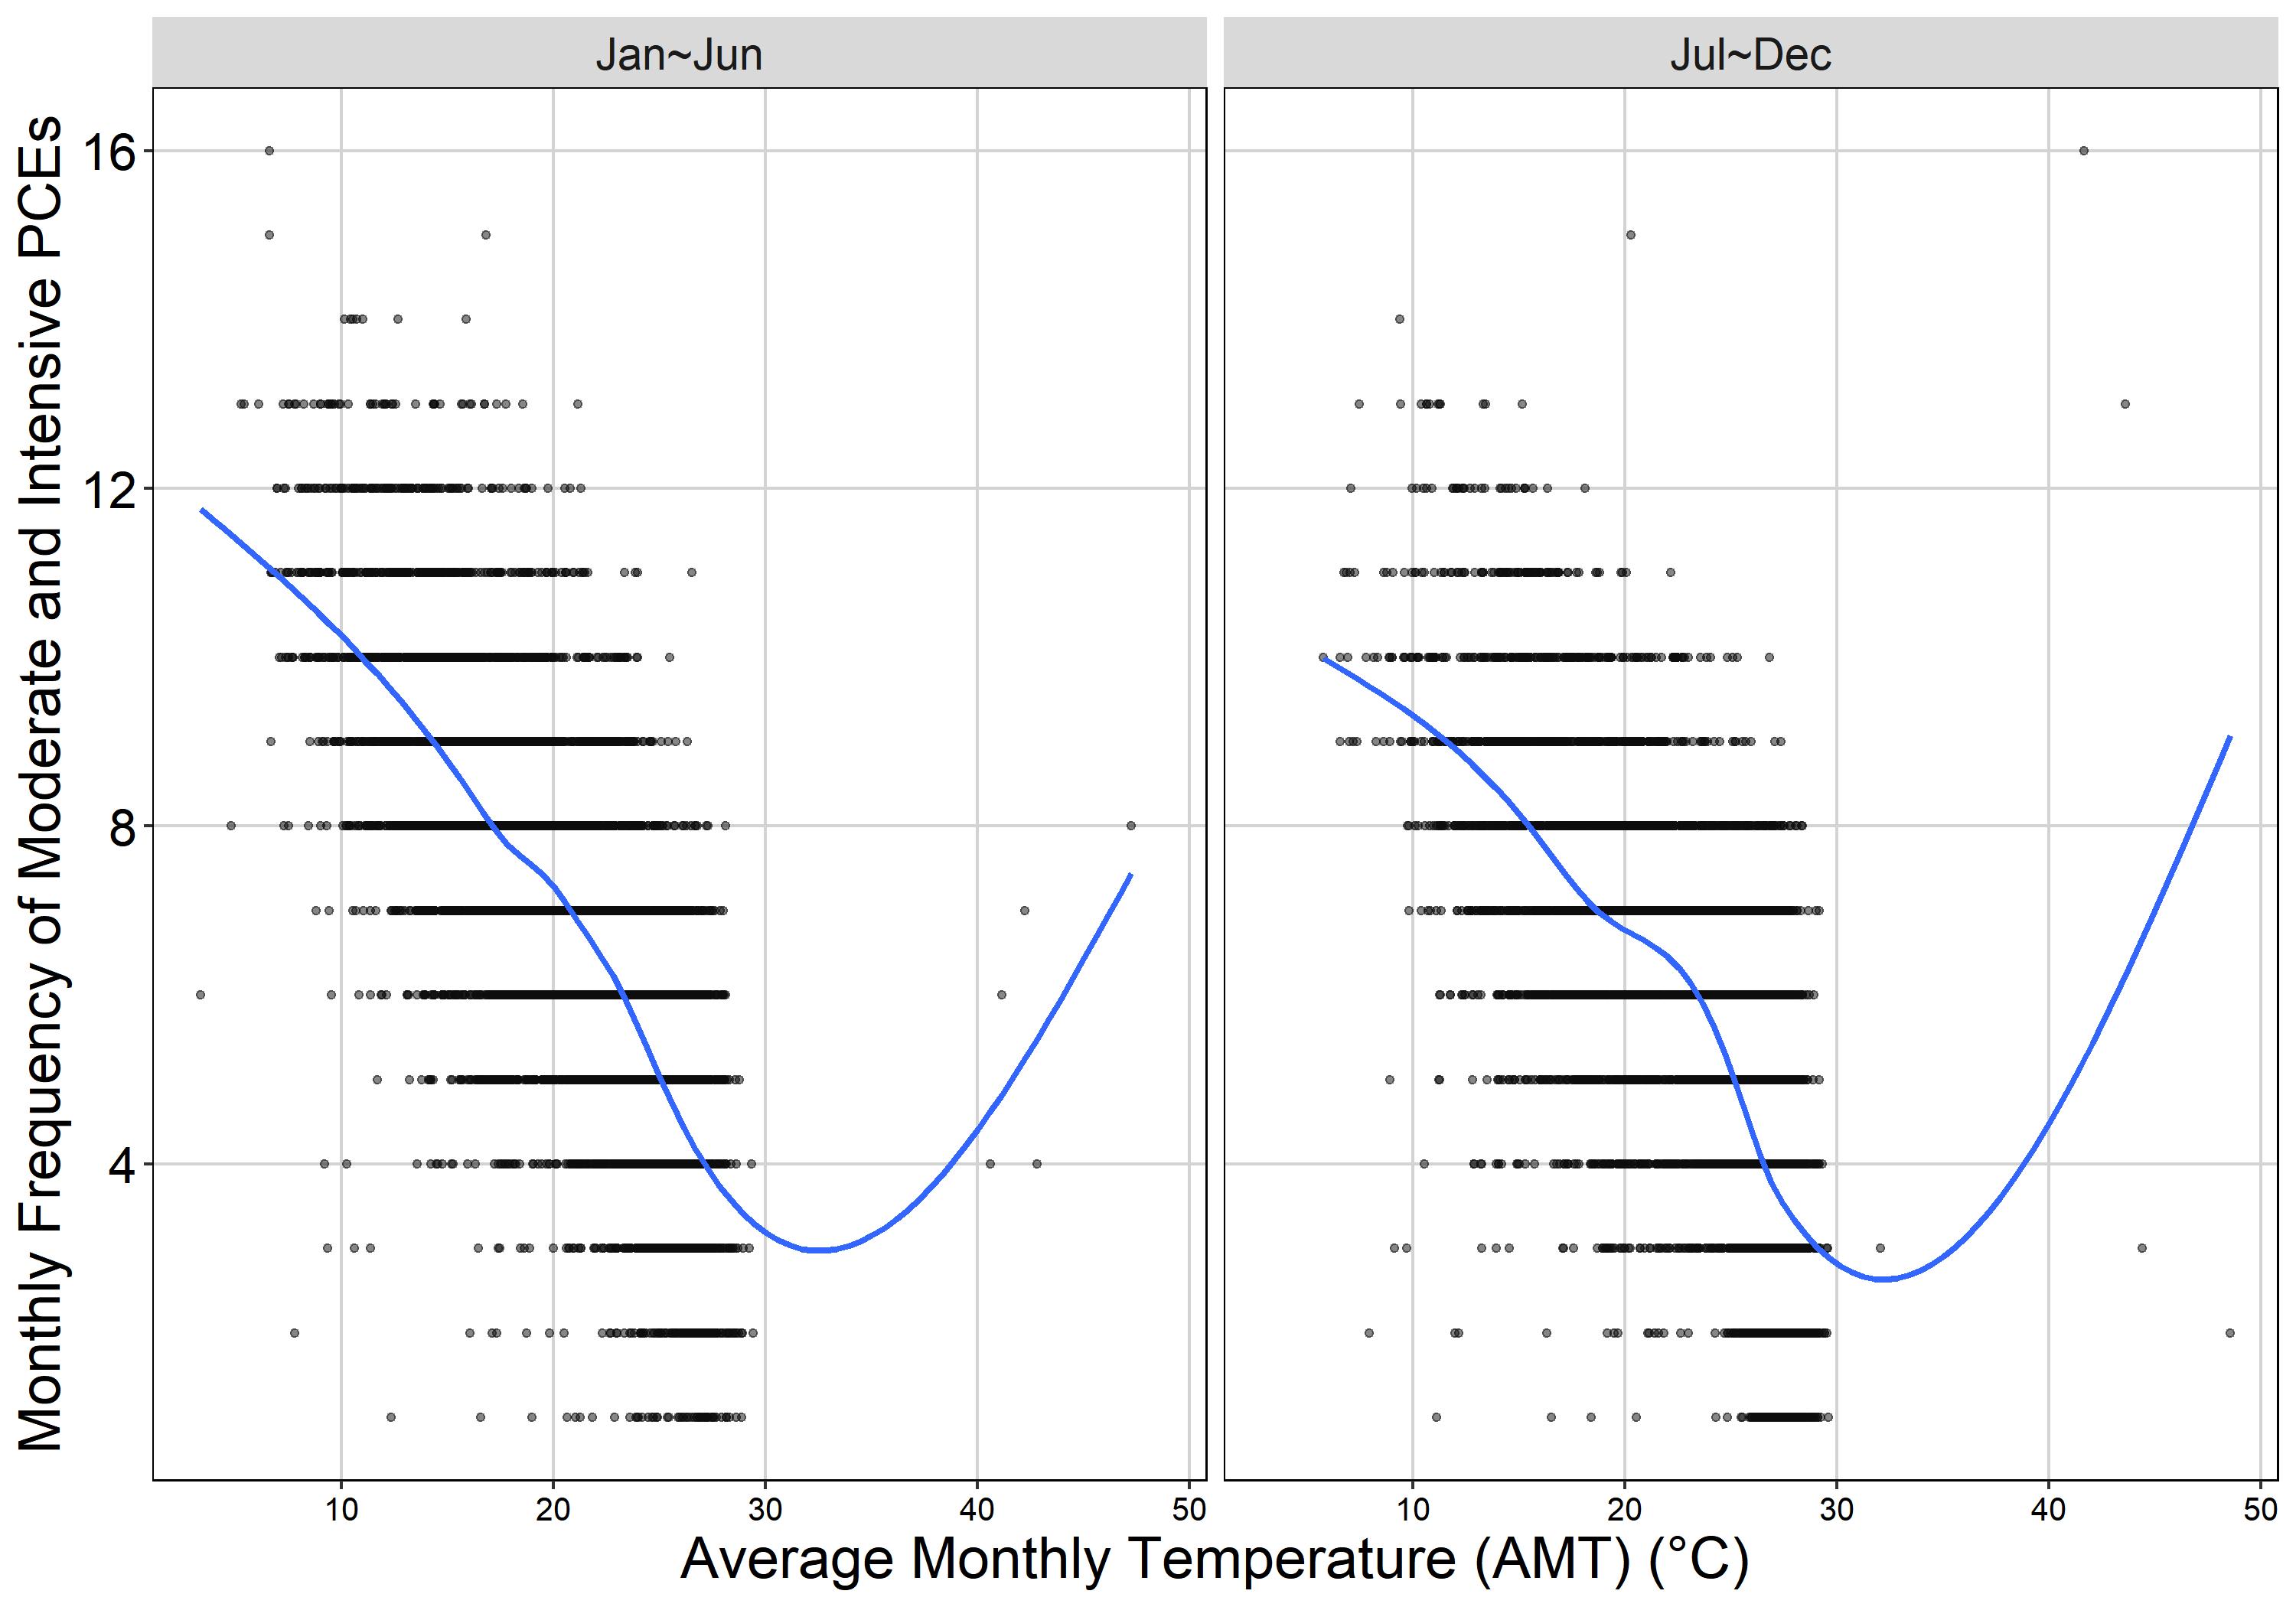 Jan~Jun
Jul~Dec
Monthly Frequency of Moderate and Intensive PCEs
16
12
8
4
10 20 30 40 50
10 20 30 40 50
Average Monthly Temperature (AMT) (°C)